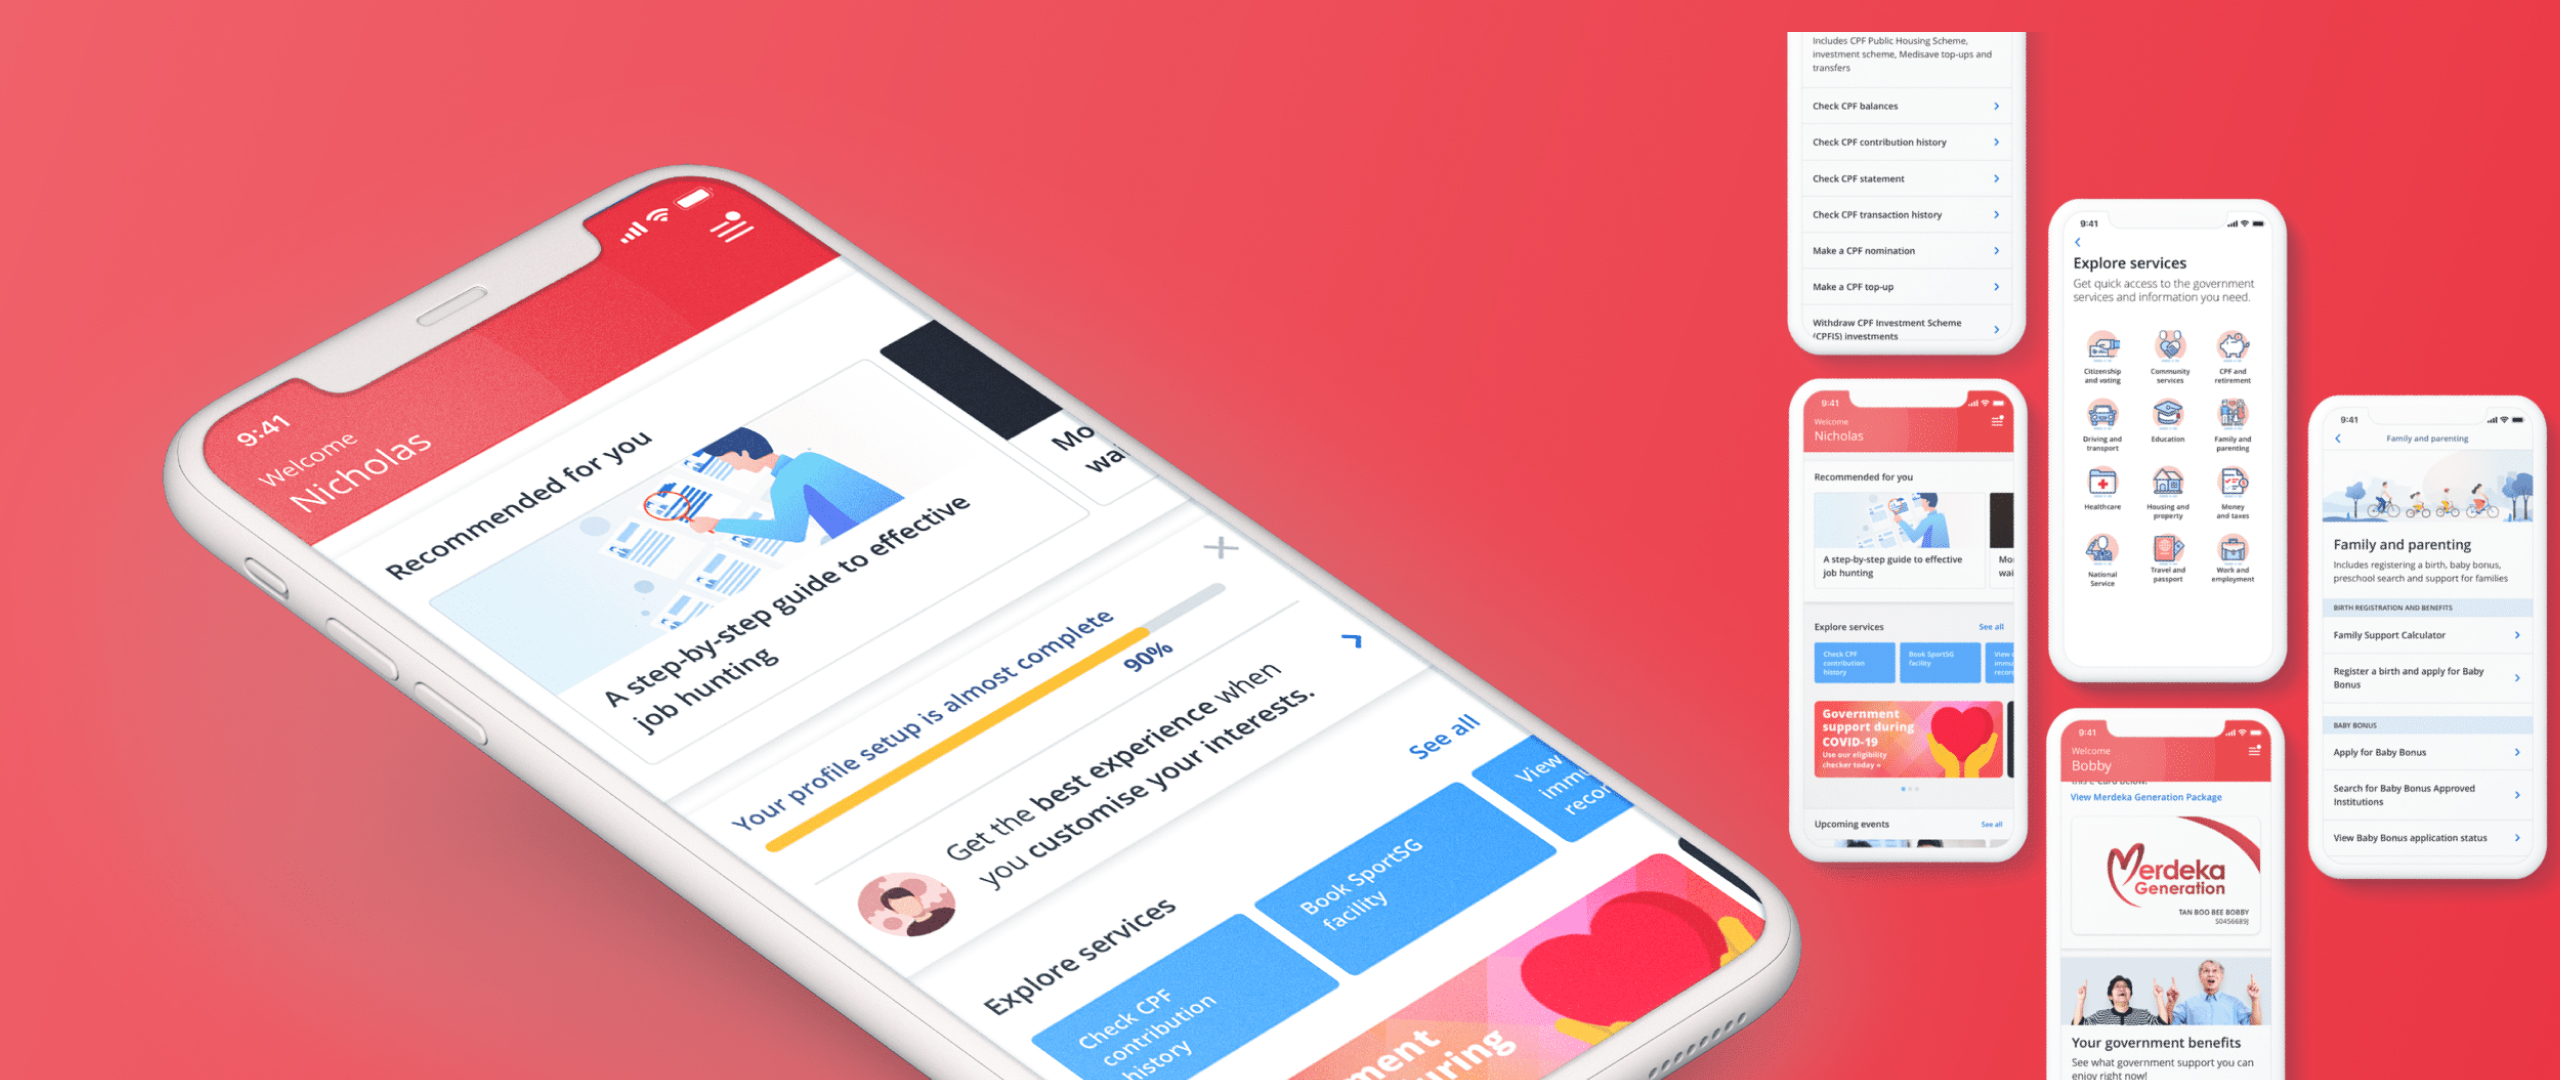 9:41
Welcome
Nicholas
Recommended for you
A step-by-step guide to effective
job hunting
Mo
wai
Your profile setup is almost complete
90%
Get the best experience when
you customise your interests.
Explore services
See all
Check CPF
contribution
history
Book SportSG
facility
View
immu
recor
ment
uring
Includes CPF Public Housing Scheme,
investment scheme, Medisave top-ups and
transfers
Check CPF balances
Check CPF contribution history
Check CPF statement
Check CPF transaction history
Make a CPF nomination
Make a CPF top-up
Withdraw CPF Investment Scheme
(CPFIS) investments
9:41
Welcome
Nicholas
Recommended for you
A step-by-step guide to effective
job hunting
Mo
wai
Explore services
See all
Check CPF
contribution
history
Book SportSG
facility
View
immu
recor
Government
support during
COVID-19
Use our eligibility
checker today »
Upcoming events
See all
9:41
Explore services
Get quick access to the government
services and information you need.
Citizenship
and voting
Community
services
CPF and
retirement
Driving and
transport
Education
Family and
parenting
Healthcare
Housing and
property
Money
and taxes
National
Service
Travel and
passport
Work and
employment
9:41
Welcome
Bobby
this E-Card below.
View Merdeka Generation Package
Merdeka
Generation
TAN BOO BEE BOBBY
S0456689J
Your government benefits
See what government support you can
enjoy right now!
9:41
Family and parenting
Family and parenting
Includes registering a birth, baby bonus,
preschool search and support for families
BIRTH REGISTRATION AND BENEFITS
Family Support Calculator
Register a birth and apply for Baby
Bonus
BABY BONUS
Apply for Baby Bonus
Search for Baby Bonus Approved
Institutions
View Baby Bonus application status